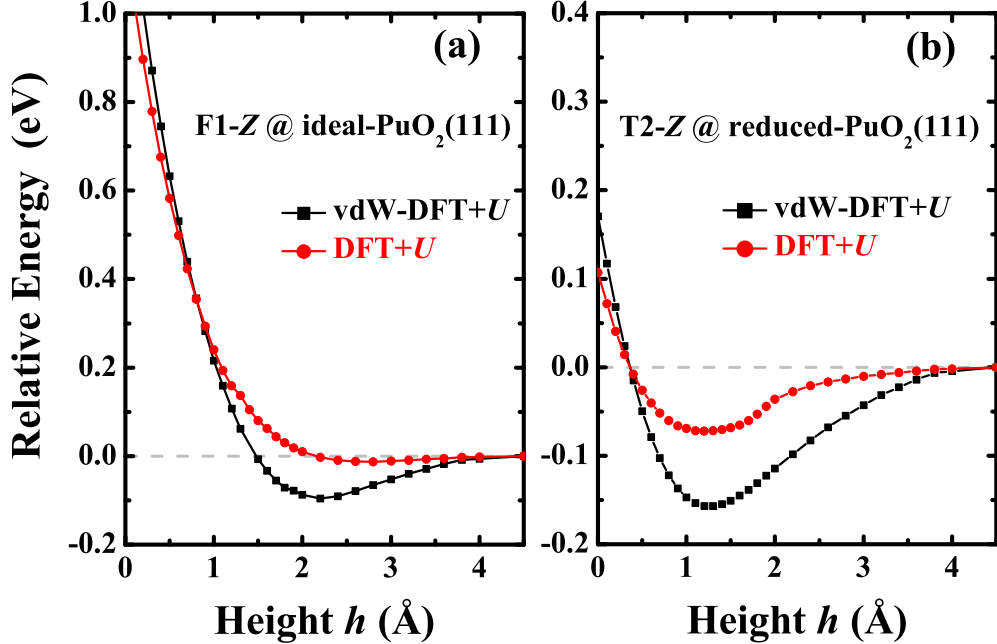 (a)
F1-Z @ ideal-PuO2(111)
vdW-DFT+U
DFT+U
1.0
0.8
0.6
0.4
0.2
0.0
-0.2
0
1
2
3
4
Relative Energy (eV)
Height h (Å)
(b)
T2-Z @ reduced-PuO2(111)
vdW-DFT+U
DFT+U
0.4
0.3
0.2
0.1
0.0
-0.1
-0.2
0
1
2
3
4
Height h (Å)